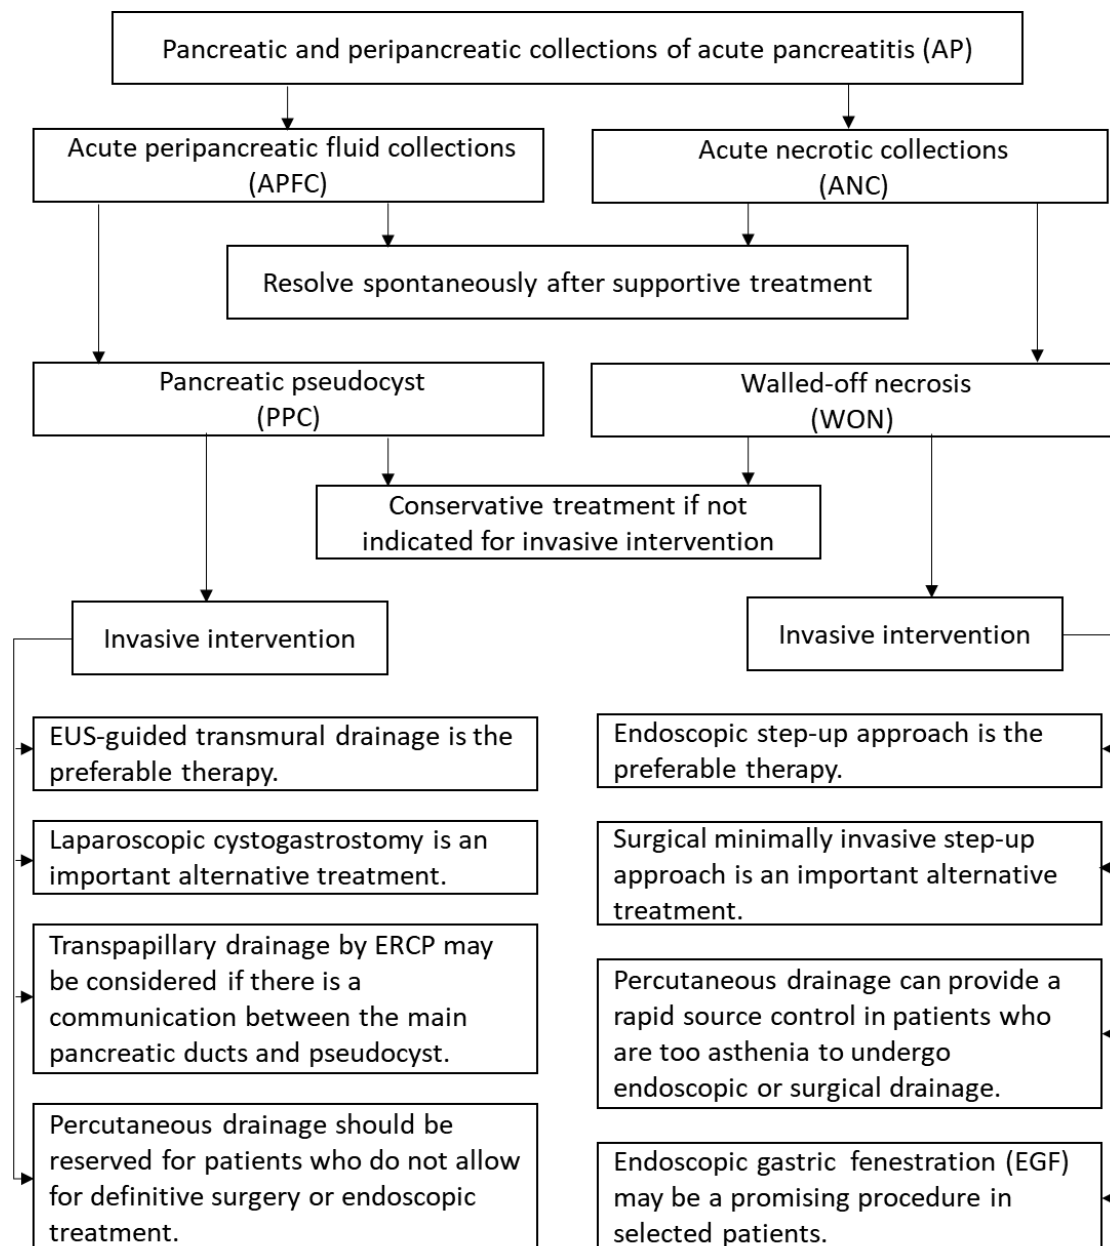 Pancreatic and peripancreatic collections of acute pancreatitis (AP)
Acute peripancreatic fluid collections
(APFC)
Acute necrotic collections
(ANC)
Resolve spontaneously after supportive treatment
Pancreatic pseudocyst
(PPC)
Walled-off necrosis
(WON)
Conservative treatment if not
indicated for invasive intervention
Invasive intervention
Invasive intervention
EUS-guided transmural drainage is the
preferable therapy.
Laparoscopic cystogastrostomy is an
important alternative treatment.
Transpapillary drainage by ERCP may
be considered if there is a
communication between the main
pancreatic ducts and pseudocyst.
Percutaneous drainage should be
reserved for patients who do not allow
for definitive surgery or endoscopic
treatment.
Endoscopic step-up approach is the
preferable therapy.
Surgical minimally invasive step-up
approach is an important alternative
treatment.
Percutaneous drainage can provide a
rapid source control in patients who
are too asthenia to undergo
endoscopic or surgical drainage.
Endoscopic gastric fenestration (EGF)
may be a promising procedure in
selected patients.